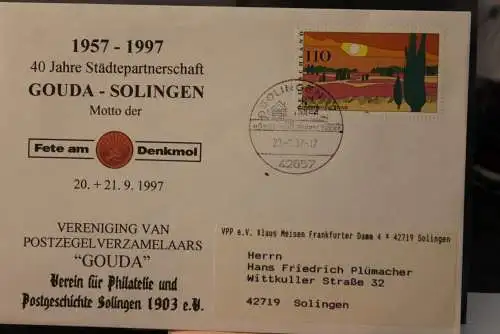 1957 - 1997
40 Jahre Städtepartnerschaft
GOUDA - SOLINGEN
Motto der
Fete am Denkmol
20. + 21. 9. 1997
VEREINIGING VAN
POSTZEGELVERZAMELAARS
“GOUDA”
Verein für Philatelie und
Postgeschichte Solingen 1903 e.V.
110
SOLINGEN
42657
VPP e.V. Klaus Meisen Frankfurter Damm 4 * 42719 Solingen
Herrn
Hans Friedrich Plümacher
Wittkuller Straße 32
42719 Solingen